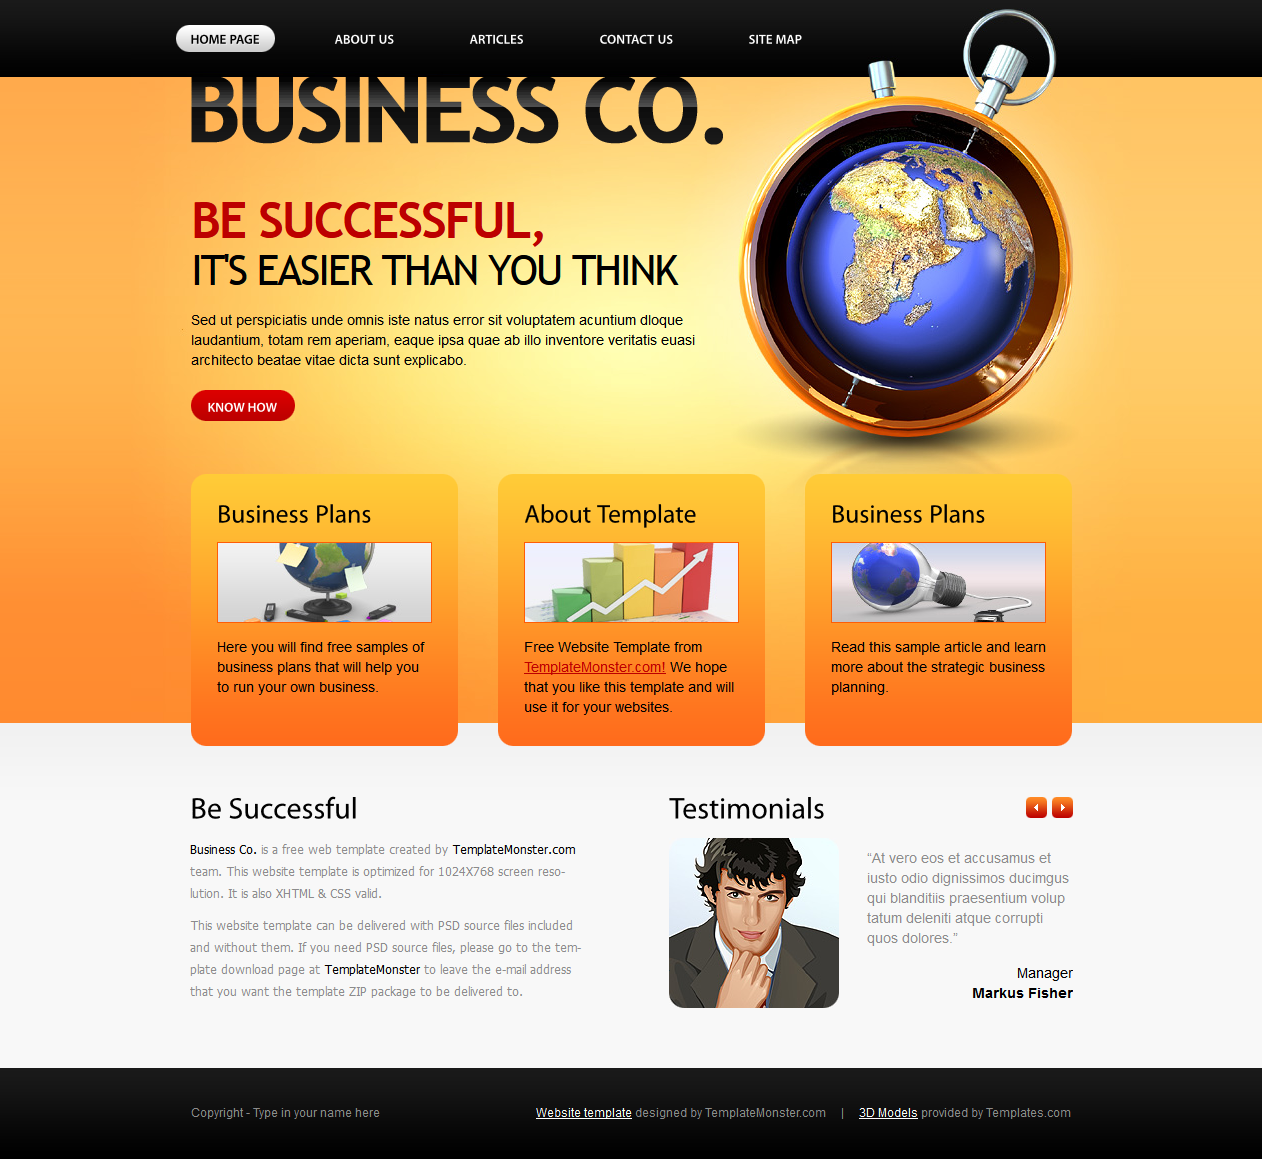 HOME PAGE
ABOUT US
ARTICLES
CONTACT US
SITE MAP
BUSINESS CO.
BE SUCCESSFUL,
IT'S EASIER THAN YOU THINK
Sed ut perspiciatis unde omnis iste natus error sit voluptatem acuntium dloque
laudantium, totam rem aperiam, eaque ipsa quae ab illo inventore veritatis euasi
architecto beatae vitae dicta sunt explicabo.
KNOW HOW
Business Plans
Here you will find free samples of
business plans that will help you
to run your own business.
About Template
Free Website Template from
TemplateMonster.com! We hope
that you like this template and will
use it for your websites.
Business Plans
Read this sample article and learn
more about the strategic business
planning.
Be Successful
Business Co. is a free web template created by TemplateMonster.com
team. This website template is optimized for 1024X768 screen reso-
lution. It is also XHTML & CSS valid.
This website template can be delivered with PSD source files included
and without them. If you need PSD source files, please go to the tem-
plate download page at TemplateMonster to leave the e-mail address
that you want the template ZIP package to be delivered to.
Testimonials
“At vero eos et accusamus et
iusto odio dignissimos ducimgus
qui blanditiis praesentium volup
tatum deleniti atque corrupti
quos dolores.”
Manager
Markus Fisher
Copyright - Type in your name here
Website template designed by TemplateMonster.com | 3D Models provided by Templates.com